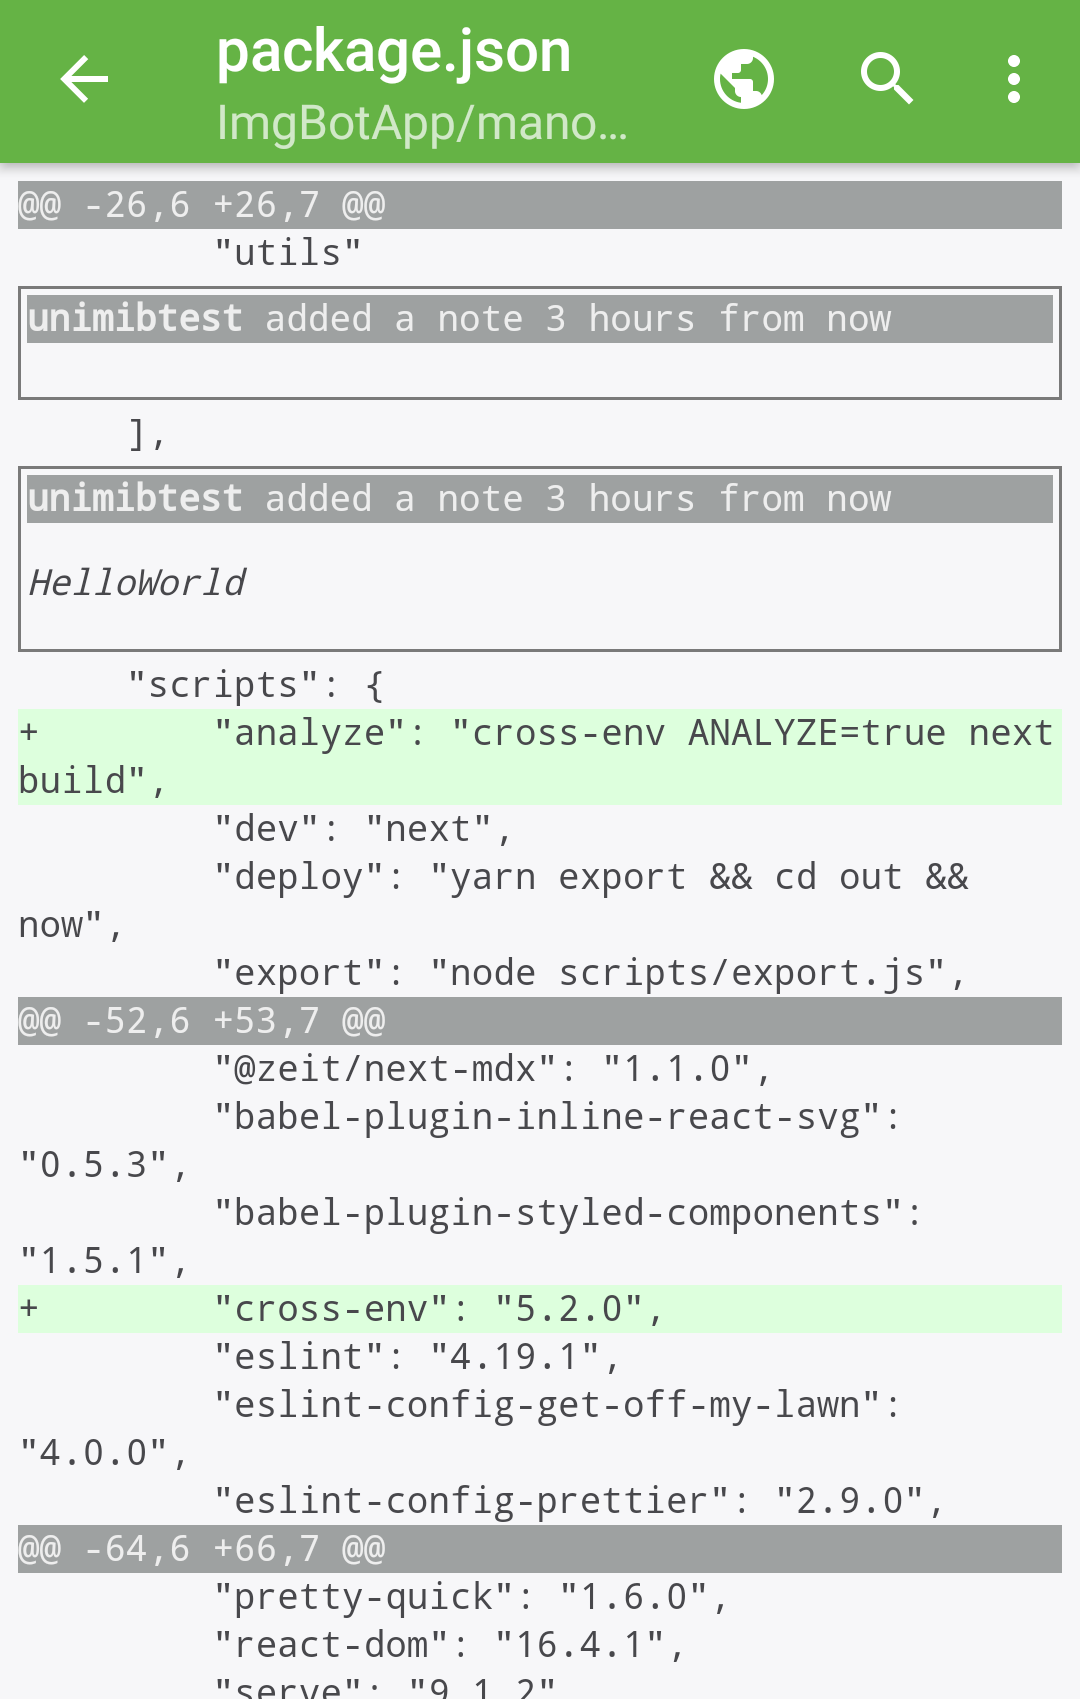 package.json
ImgBotApp/mano...
@@ -26,6 +26,7 @@
"utils"
unimibtest added a note 3 hours from now
],
unimibtest added a note 3 hours from now
HelloWorld
"scripts": {
+ "analyze": "cross-env ANALYZE=true next
build",
"dev": "next",
"deploy": "yarn export && cd out &&
now",
"export": "node scripts/export.js",
@@ -52,6 +53,7 @@
"@zeit/next-mdx": "1.1.0",
"babel-plugin-inline-react-svg":
"0.5.3",
"babel-plugin-styled-components":
"1.5.1",
+ "cross-env": "5.2.0",
"eslint": "4.19.1",
"eslint-config-get-off-my-lawn":
"4.0.0",
"eslint-config-prettier": "2.9.0",
@@ -64,6 +66,7 @@
"pretty-quick": "1.6.0",
"react-dom": "16.4.1",
"serve": "9.1.2"